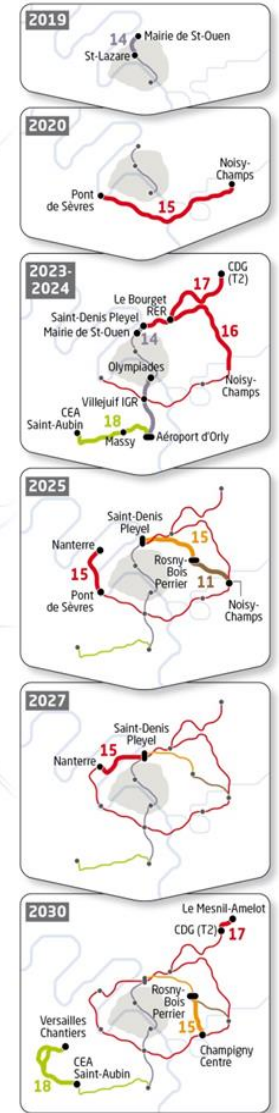 2019
14
Mairie de St-Ouen
St-Lazare
2020
Noisy-
Champs
Pont
de Sèvres
15
2023-
2024
CDG
(T2)
17
Le Bourget
RER
Saint-Denis Pleyel
Mairie de St-Ouen
14
16
Olympiades
Noisy-
Champs
Villejuif IGR
CEA
Saint-Aubin
18
Massy
Aéroport d'Orly
2025
Saint-Denis
Pleyel
15
Nanterre
Rosny-
Bois
Perrier
15
11
Pont
de Sèvres
Noisy-
Champs
2027
Saint-Denis
Pleyel
15
Nanterre
2030
Le Mesnil-Amelot
CDG (T2)
17
Rosny-
Bois
Perrier
Versailles
Chantiers
15
Champigny
Centre
CEA
Saint-Aubin
18